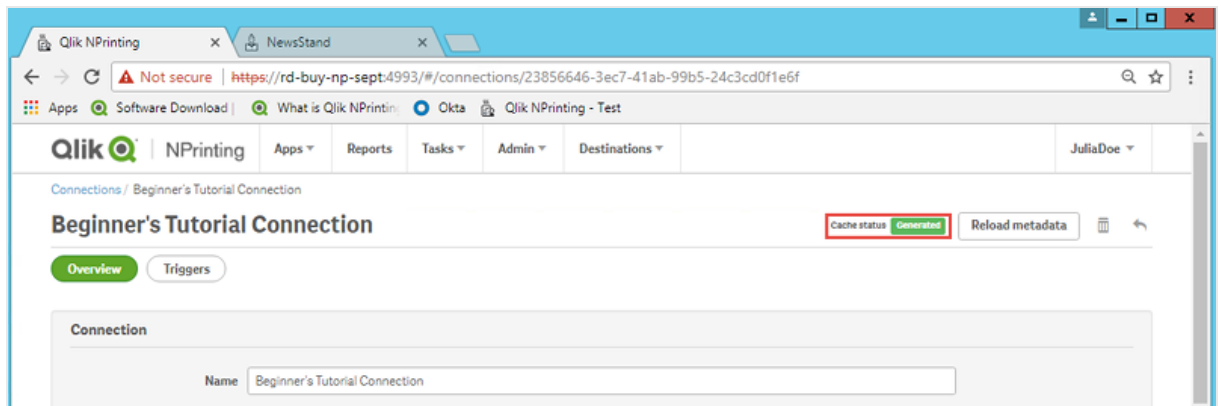 Qlik NPrinting
NewsStand
Not secure | https://rd-buy-np-sept:4993/#/connections/23856646-3ec7-41ab-99b5-24c3cd0f1e6f
Apps Software Download | What is Qlik NPrinting Okta Qlik NPrinting - Test
Qlik NPrinting Apps Reports Tasks Admin Destinations JuliaDoe
Connections / Beginner's Tutorial Connection
Beginner's Tutorial Connection Cache status Generated Reload metadata
Overview Triggers
Connection
Name Beginner's Tutorial Connection